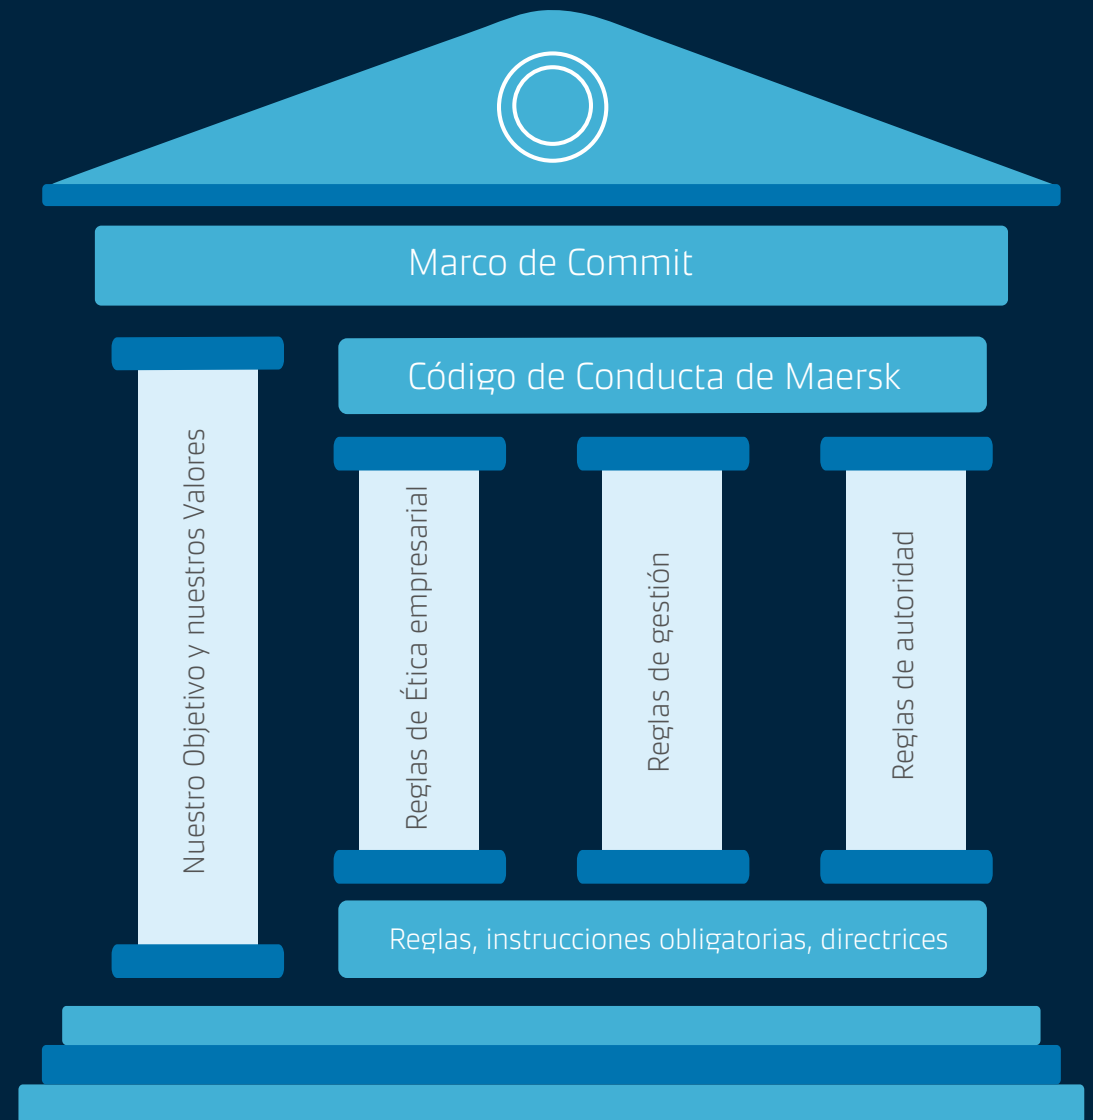 Marco de Commit
Código de Conducta de Maersk
Nuestro Objetivo y nuestros Valores
Reglas de Ética empresarial
Reglas de gestión
Reglas de autoridad
Reglas, instrucciones obligatorias, directrices